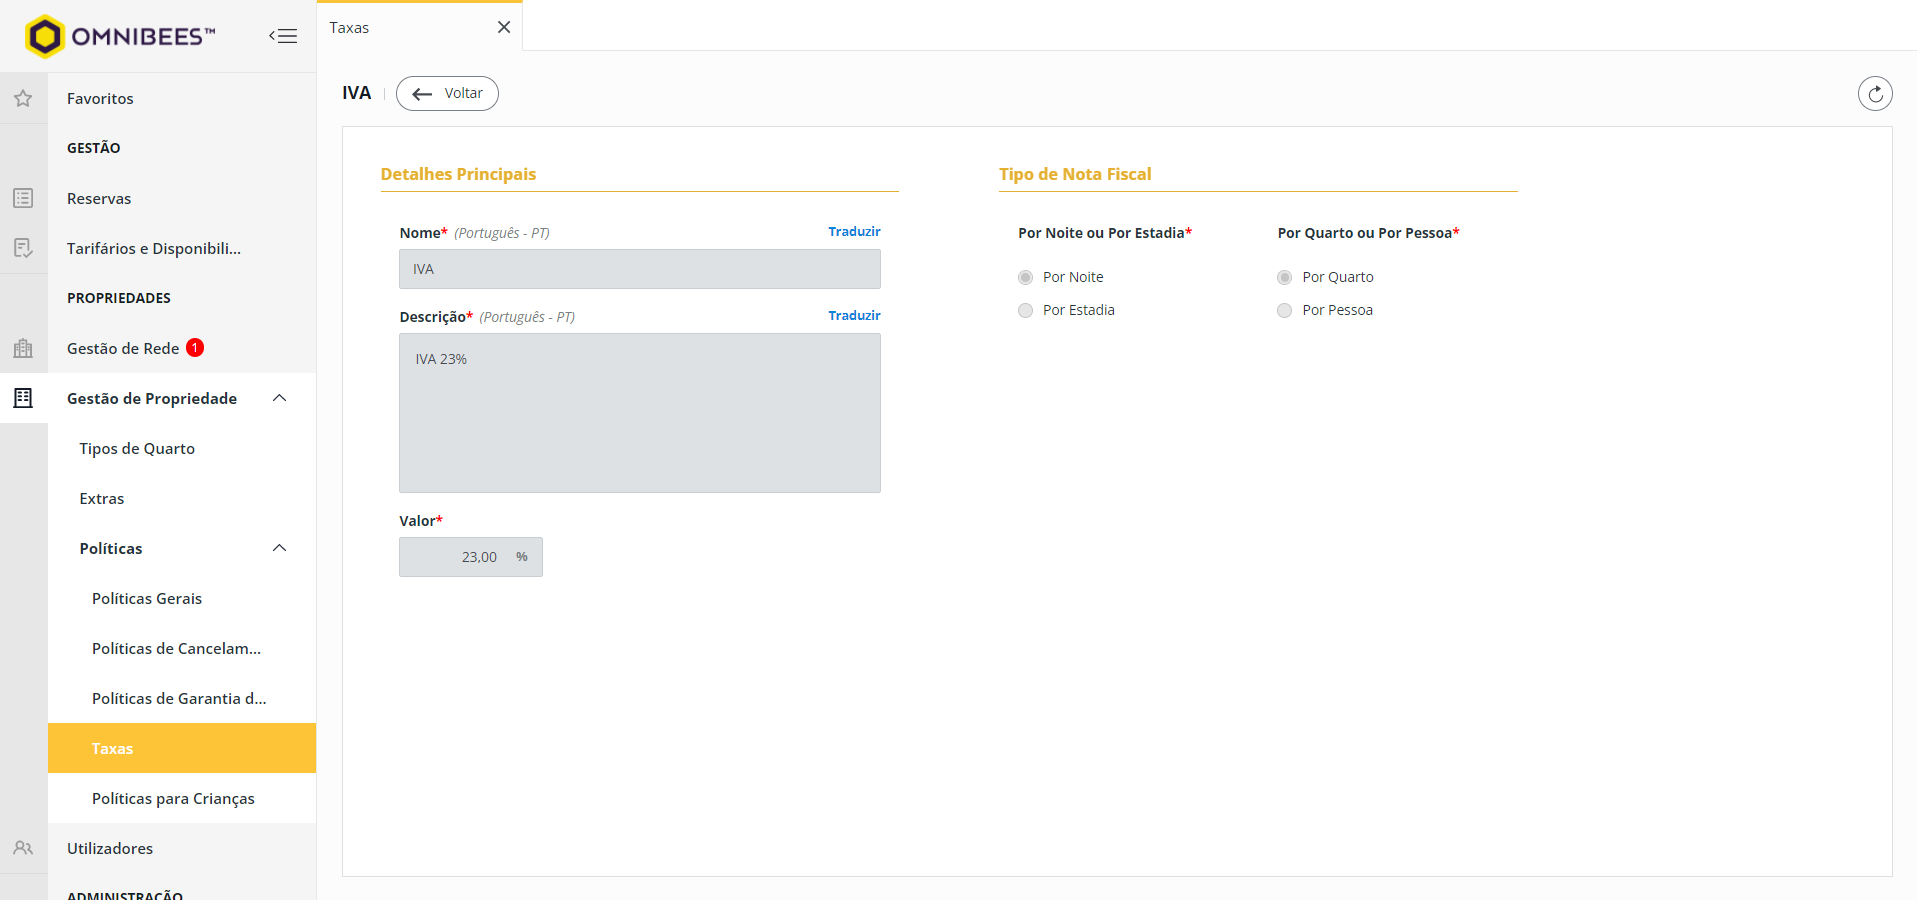 OMNIBEES™
Favoritos
GESTÃO
Reservas
Tarifários e Disponibili...
PROPRIEDADES
Gestão de Rede 1
Gestão de Propriedade
Tipos de Quarto
Extras
Políticas
Políticas Gerais
Políticas de Cancelam...
Políticas de Garantia d...
Taxas
Políticas para Crianças
Utilizadores
ADMINISTRAÇÃO
Taxas
IVA
Voltar
Detalhes Principais
Nome* (Português - PT) Traduzir
IVA
Descrição* (Português - PT) Traduzir
IVA 23%
Valor*
23,00 %
Tipo de Nota Fiscal
Por Noite ou Por Estadia*
Por Noite
Por Estadia
Por Quarto ou Por Pessoa*
Por Quarto
Por Pessoa